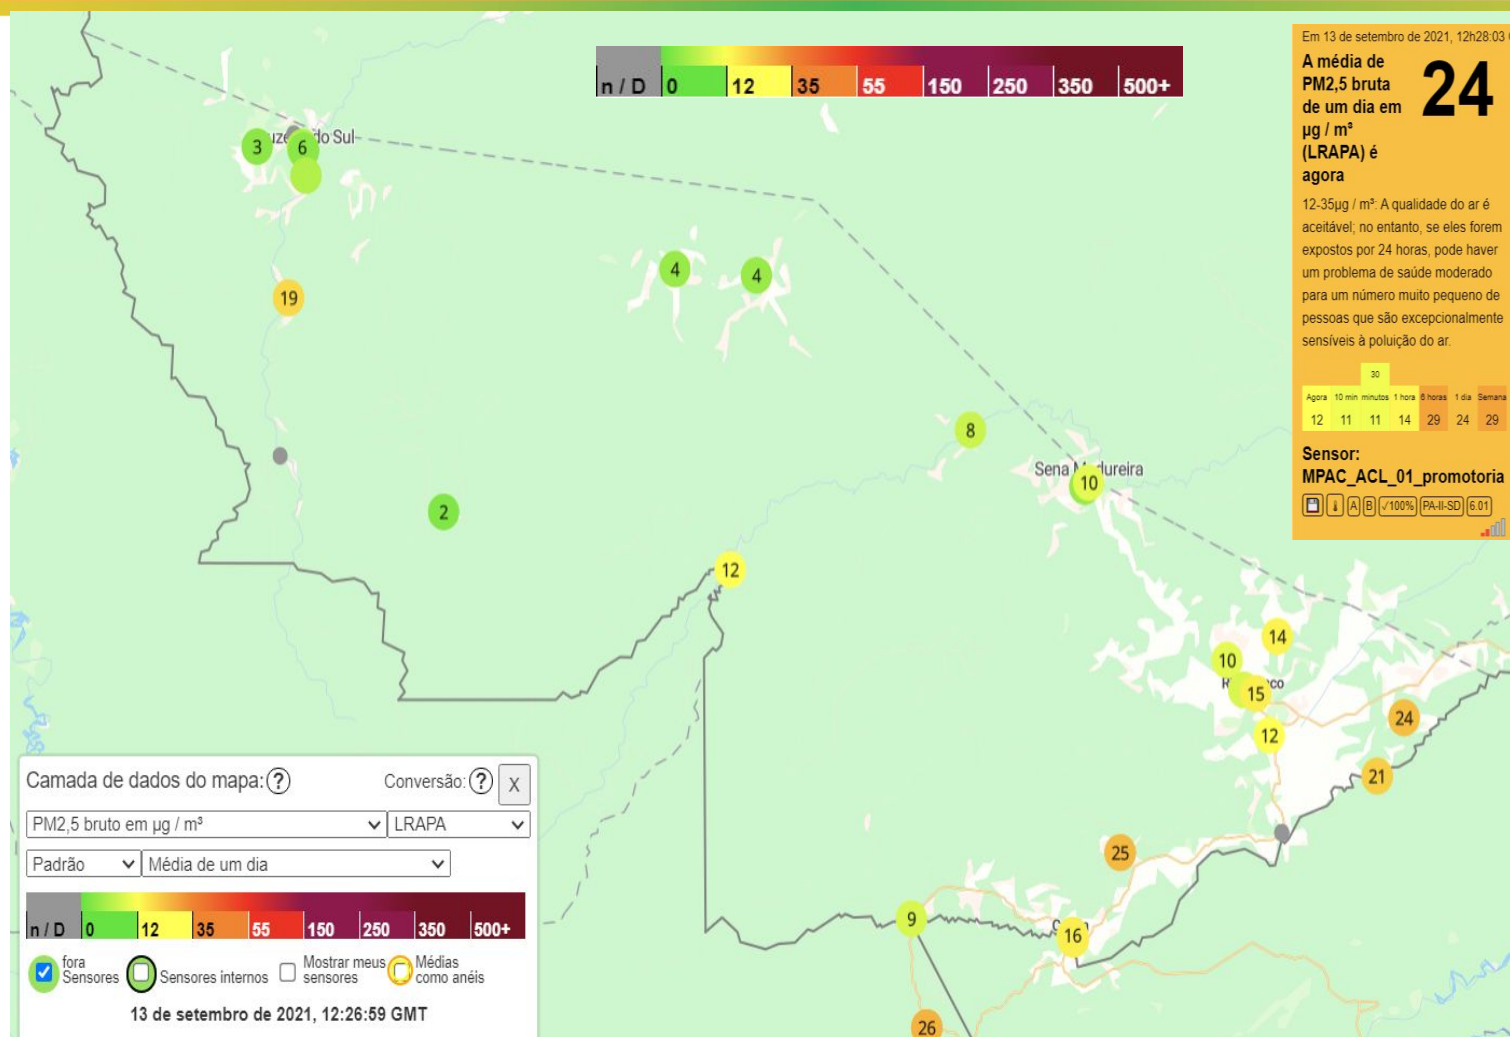 n / D 0 12 35 55 150 250 350 500+
Em 13 de setembro de 2021, 12h28:03
A média de
PM2,5 bruta
de um dia em
µg / m³
(LRAPA) é
agora
24
12-35µg / m³: A qualidade do ar é
aceitável; no entanto, se eles forem
expostos por 24 horas, pode haver
um problema de saúde moderado
para um número muito pequeno de
pessoas que são excepcionalmente
sensíveis à poluição do ar.
30
Agora 10 min minutos 1 hora 6 horas 1 dia Semana
12 11 11 14 29 24 29
Sensor:
MPAC_ACL_01_promotoria
A B √100% PA-II-SD 6.01
3 6 do Sul
4 4
19
8
Sena M dureira
10
2
12
14
10
15
24
12
21
25
9
16
26
Camada de dados do mapa: ? Conversão: ? X
PM2,5 bruto em µg / m³ LRAPA
Padrão Média de um dia
n / D 0 12 35 55 150 250 350 500+
fora
Sensores
Sensores internos
Mostrar meus
sensores
Médias
como anéis
13 de setembro de 2021, 12:26:59 GMT